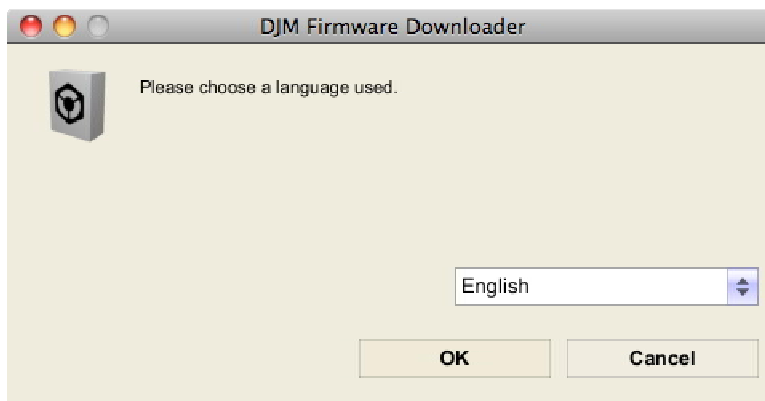 DJM Firmware Downloader
Please choose a language used.
English
OK
Cancel